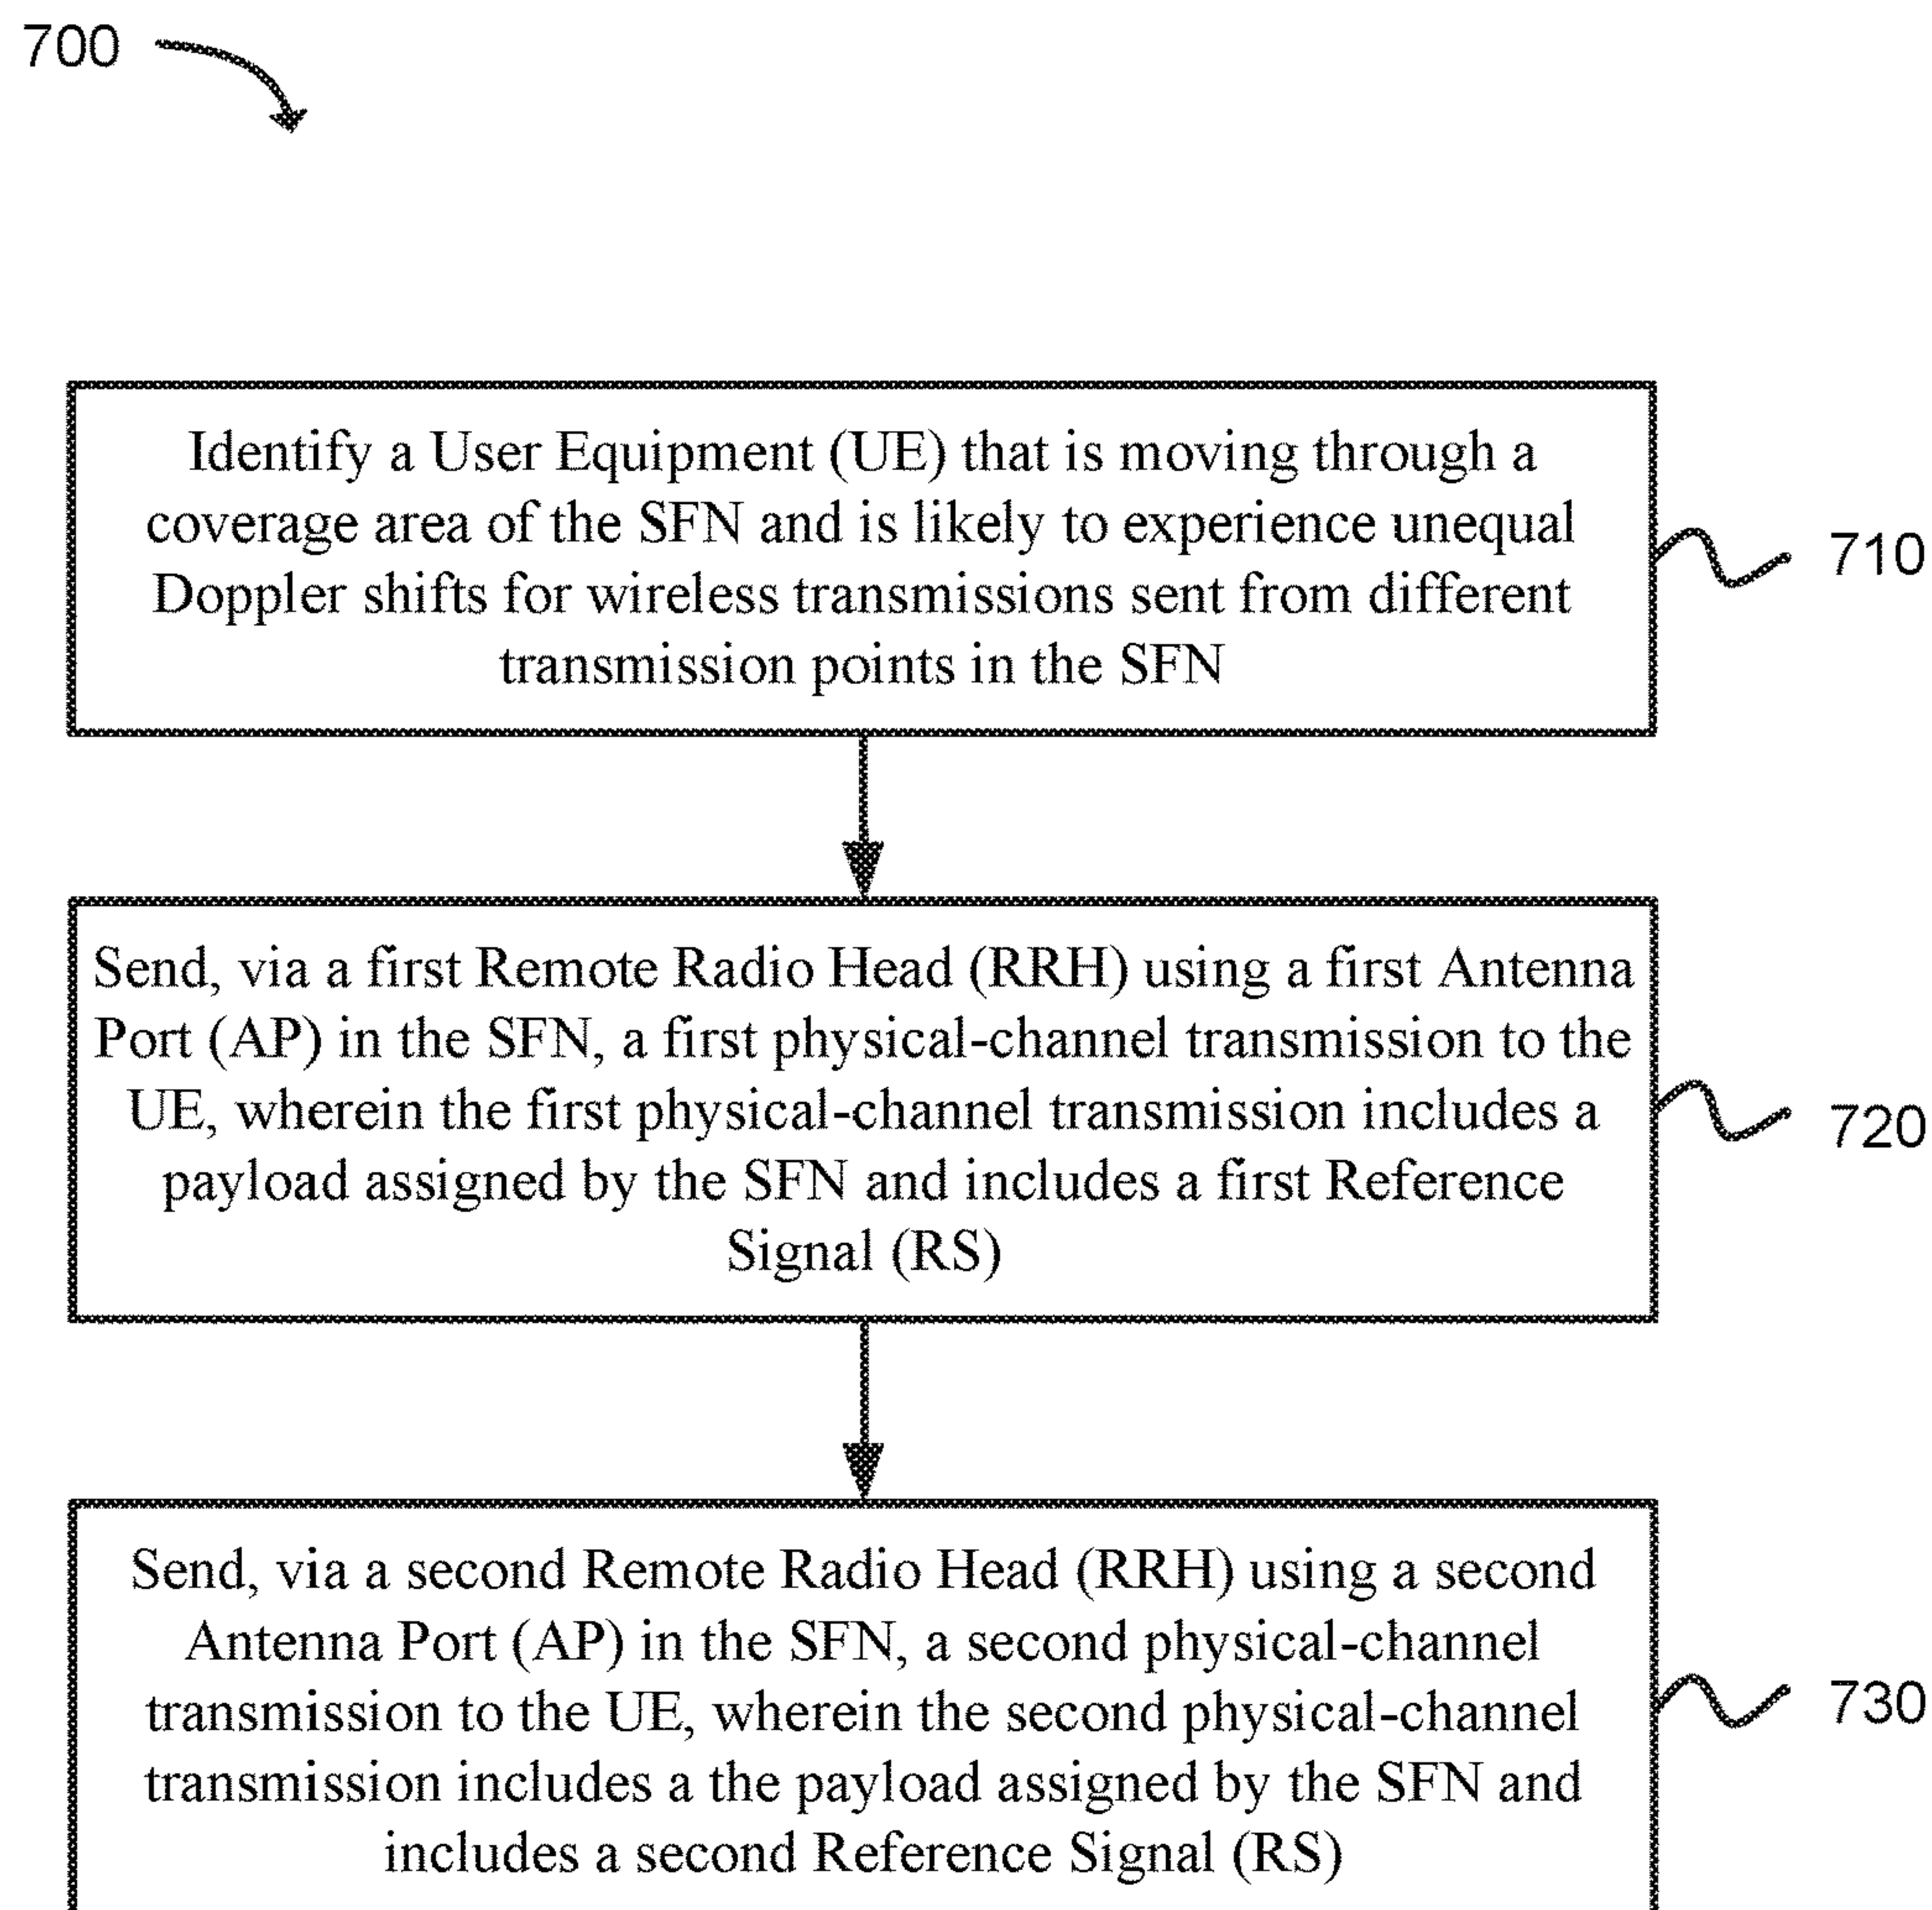 700
Identify a User Equipment (UE) that is moving through a
coverage area of the SFN and is likely to experience unequal
Doppler shifts for wireless transmissions sent from different
transmission points in the SFN
710
Send, via a first Remote Radio Head (RRH) using a first Antenna
Port (AP) in the SFN, a first physical-channel transmission to the
UE, wherein the first physical-channel transmission includes a
payload assigned by the SFN and includes a first Reference
Signal (RS)
720
Send, via a second Remote Radio Head (RRH) using a second
Antenna Port (AP) in the SFN, a second physical-channel
transmission to the UE, wherein the second physical-channel
transmission includes a the payload assigned by the SFN and
includes a second Reference Signal (RS)
730